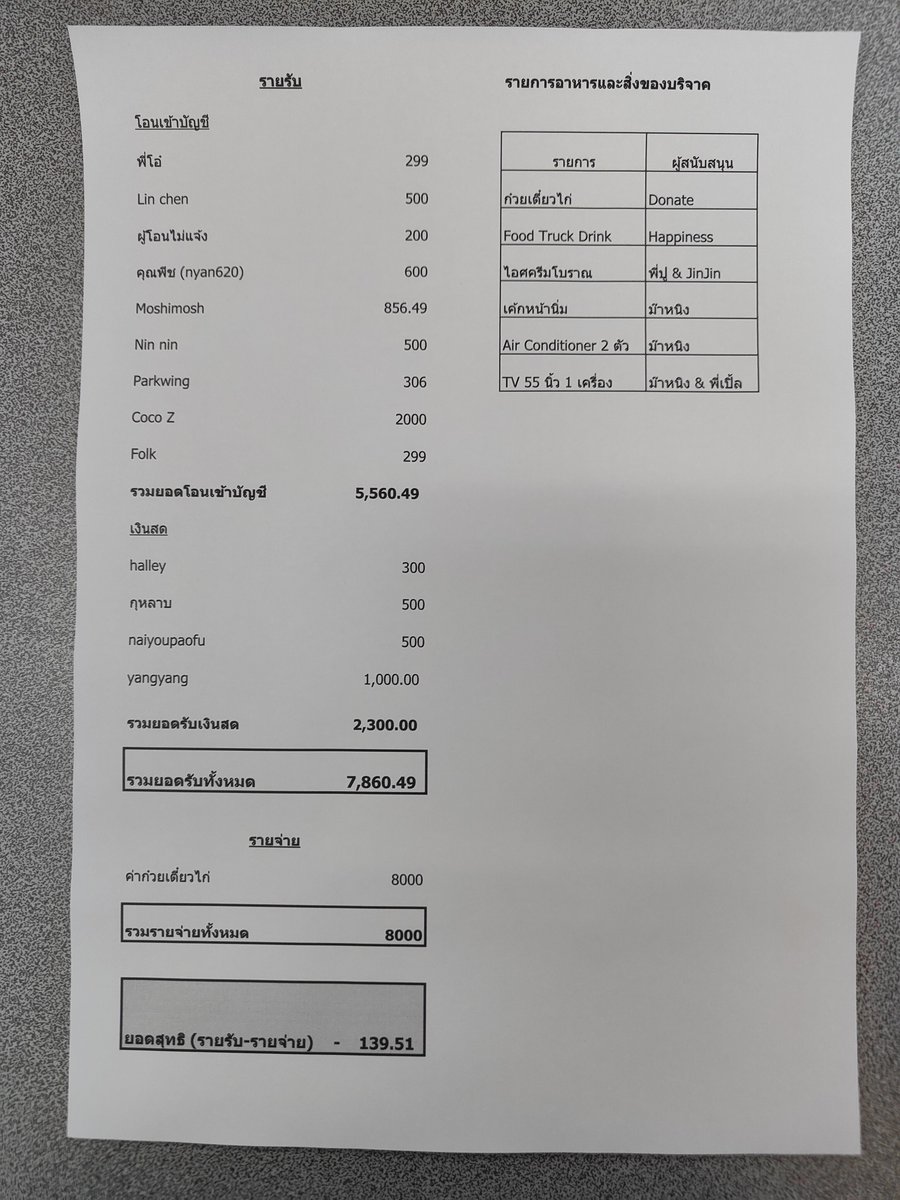 รายรับ
โอนเข้าบัญชี
พี่โอ๋ 299
Lin chen 500
ผู้โอนไม่แจ้ง 200
คุณพีช (nyan620) 600
Moshimosh 856.49
Nin nin 500
Parkwing 306
Coco Z 2000
Folk 299
รวมยอดโอนเข้าบัญชี 5,560.49
เงินสด
halley 300
กุหลาบ 500
naiyoupaofu 500
yangyang 1,000.00
รวมยอดรับเงินสด 2,300.00
รวมยอดรับทั้งหมด 7,860.49
รายจ่าย
ค่าก๋วยเตี๋ยวไก่ 8000
รวมรายจ่ายทั้งหมด 8000
ยอดสุทธิ (รายรับ-รายจ่าย) - 139.51
รายการอาหารและสิ่งของบริจาค
รายการ ผู้สนับสนุน
ก๋วยเตี๋ยวไก่ Donate
Food Truck Drink Happiness
ไอศครีมโบราณ พี่ปู & JinJin
เค้กหน้านิ่ม ม๊าหนิง
Air Conditioner 2 ตัว ม๊าหนิง
TV 55 นิ้ว 1 เครื่อง ม๊าหนิง & พี่เปิ้ล